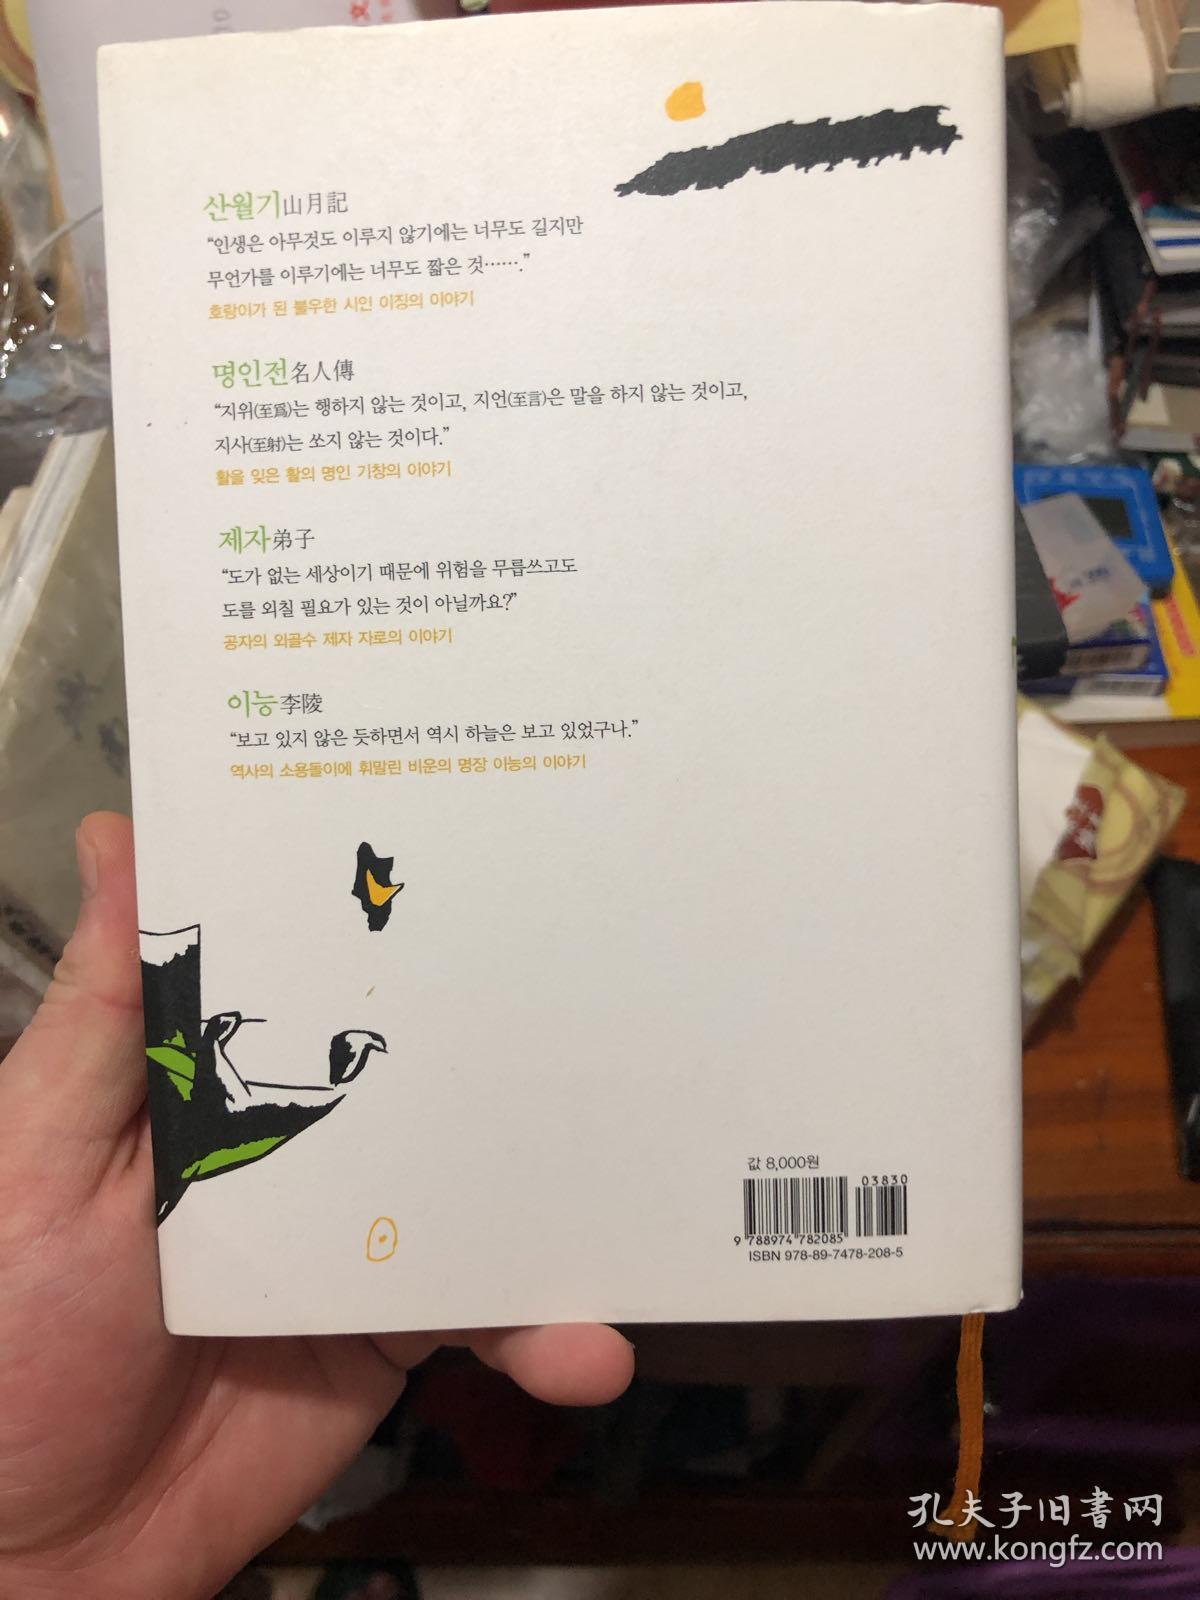 산월기山月記
“인생은 아무것도 이루지 않기에는 너무도 길지만
무언가를 이루기에는 너무도 짧은 것…….”
호랑이가 된 불우한 시인 이징의 이야기
명인전名人傳
“지위(至爲)는 행하지 않는 것이고, 지언(至言)은 말을 하지 않는 것이고,
지사(至射)는 쏘지 않는 것이다.”
활을 잊은 활의 명인 기창의 이야기
제자弟子
“도가 없는 세상이기 때문에 위험을 무릅쓰고도
도를 외칠 필요가 있는 것이 아닐까요?”
공자의 외골수 제자 자로의 이야기
이능李陵
“보고 있지 않은 듯하면서 역시 하늘은 보고 있었구나.”
역사의 소용돌이에 휘말린 비운의 명장 이능의 이야기
값 8,000원
03830
9 788974 782085
ISBN 978-89-7478-208-5
孔夫子旧書网
www.kongfz.com